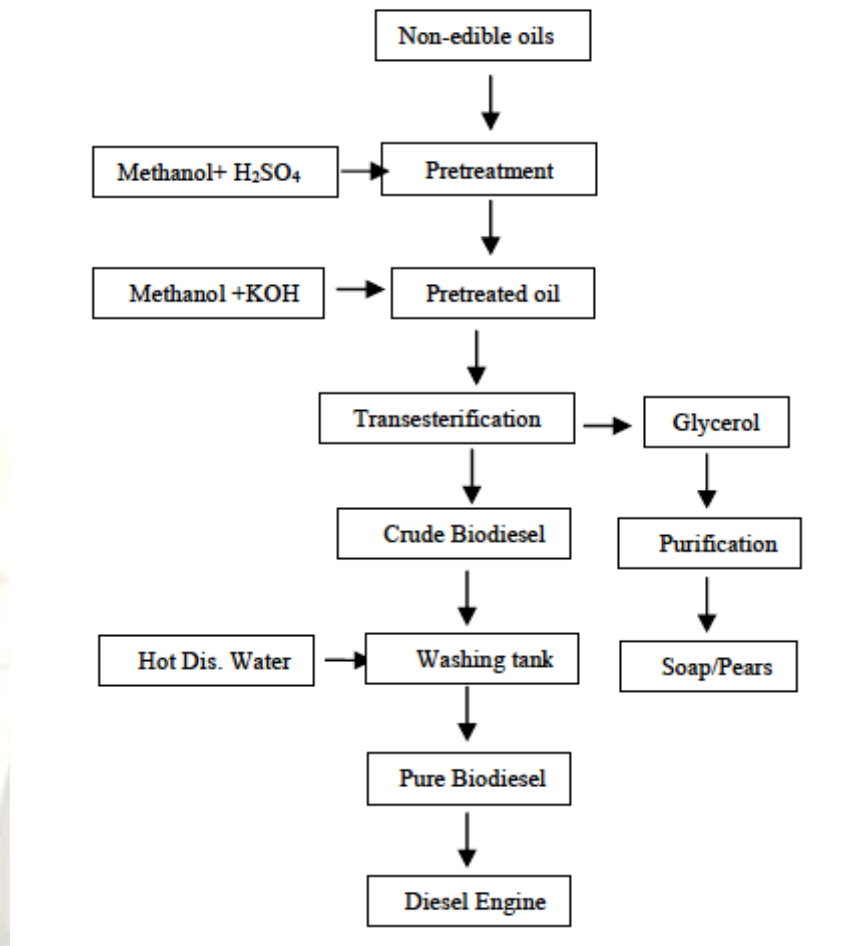 Non-edible oils
Methanol+ H₂SO₄
Pretreatment
Methanol +KOH
Pretreated oil
Transesterification
Glycerol
Crude Biodiesel
Purification
Hot Dis. Water
Washing tank
Soap/Pears
Pure Biodiesel
Diesel Engine